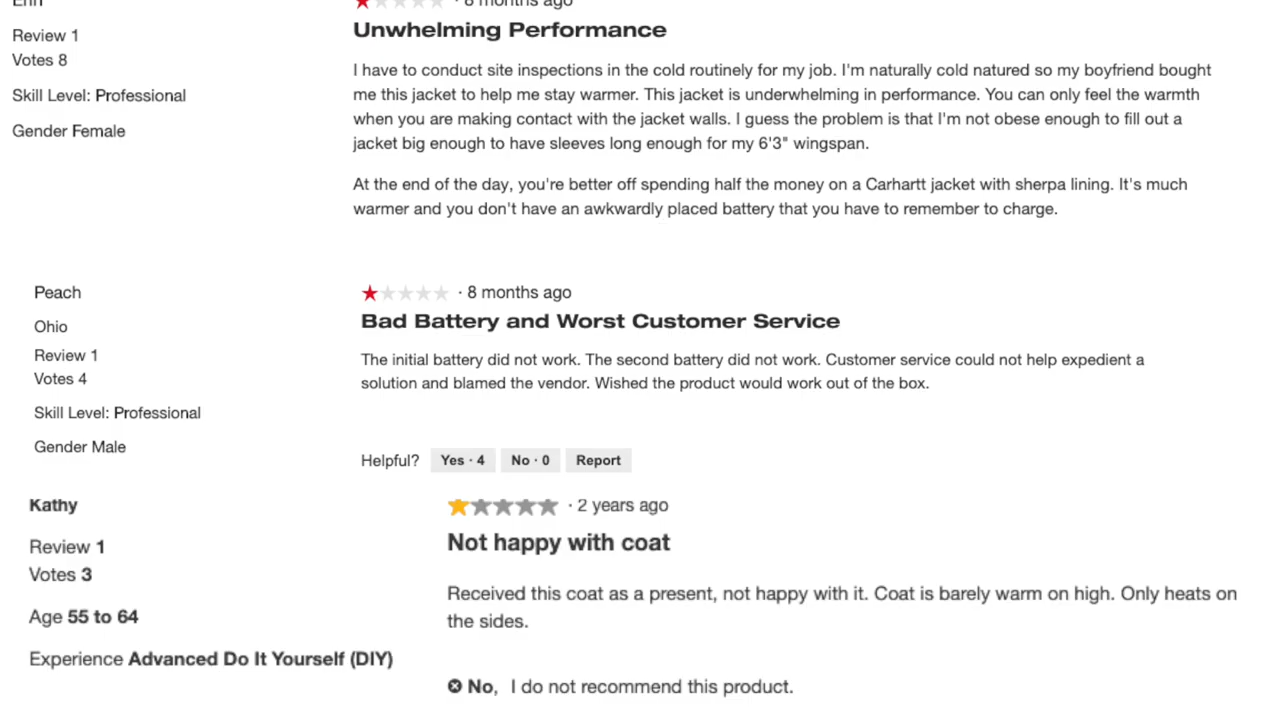 Erin
· 8 months ago
Review 1
Unwhelming Performance
Votes 8
I have to conduct site inspections in the cold routinely for my job. I'm naturally cold natured so my boyfriend bought
me this jacket to help me stay warmer. This jacket is underwhelming in performance. You can only feel the warmth
when you are making contact with the jacket walls. I guess the problem is that I'm not obese enough to fill out a
jacket big enough to have sleeves long enough for my 6'3" wingspan.
Skill Level: Professional
Gender Female
At the end of the day, you're better off spending half the money on a Carhartt jacket with sherpa lining. It's much
warmer and you don't have an awkwardly placed battery that you have to remember to charge.
Peach
· 8 months ago
Ohio
Bad Battery and Worst Customer Service
Review 1
Votes 4
The initial battery did not work. The second battery did not work. Customer service could not help expedient a
solution and blamed the vendor. Wished the product would work out of the box.
Skill Level: Professional
Gender Male
Helpful? Yes · 4 No · 0 Report
Kathy
· 2 years ago
Review 1
Votes 3
Not happy with coat
Age 55 to 64
Received this coat as a present, not happy with it. Coat is barely warm on high. Only heats on
the sides.
Experience Advanced Do It Yourself (DIY)
No, I do not recommend this product.